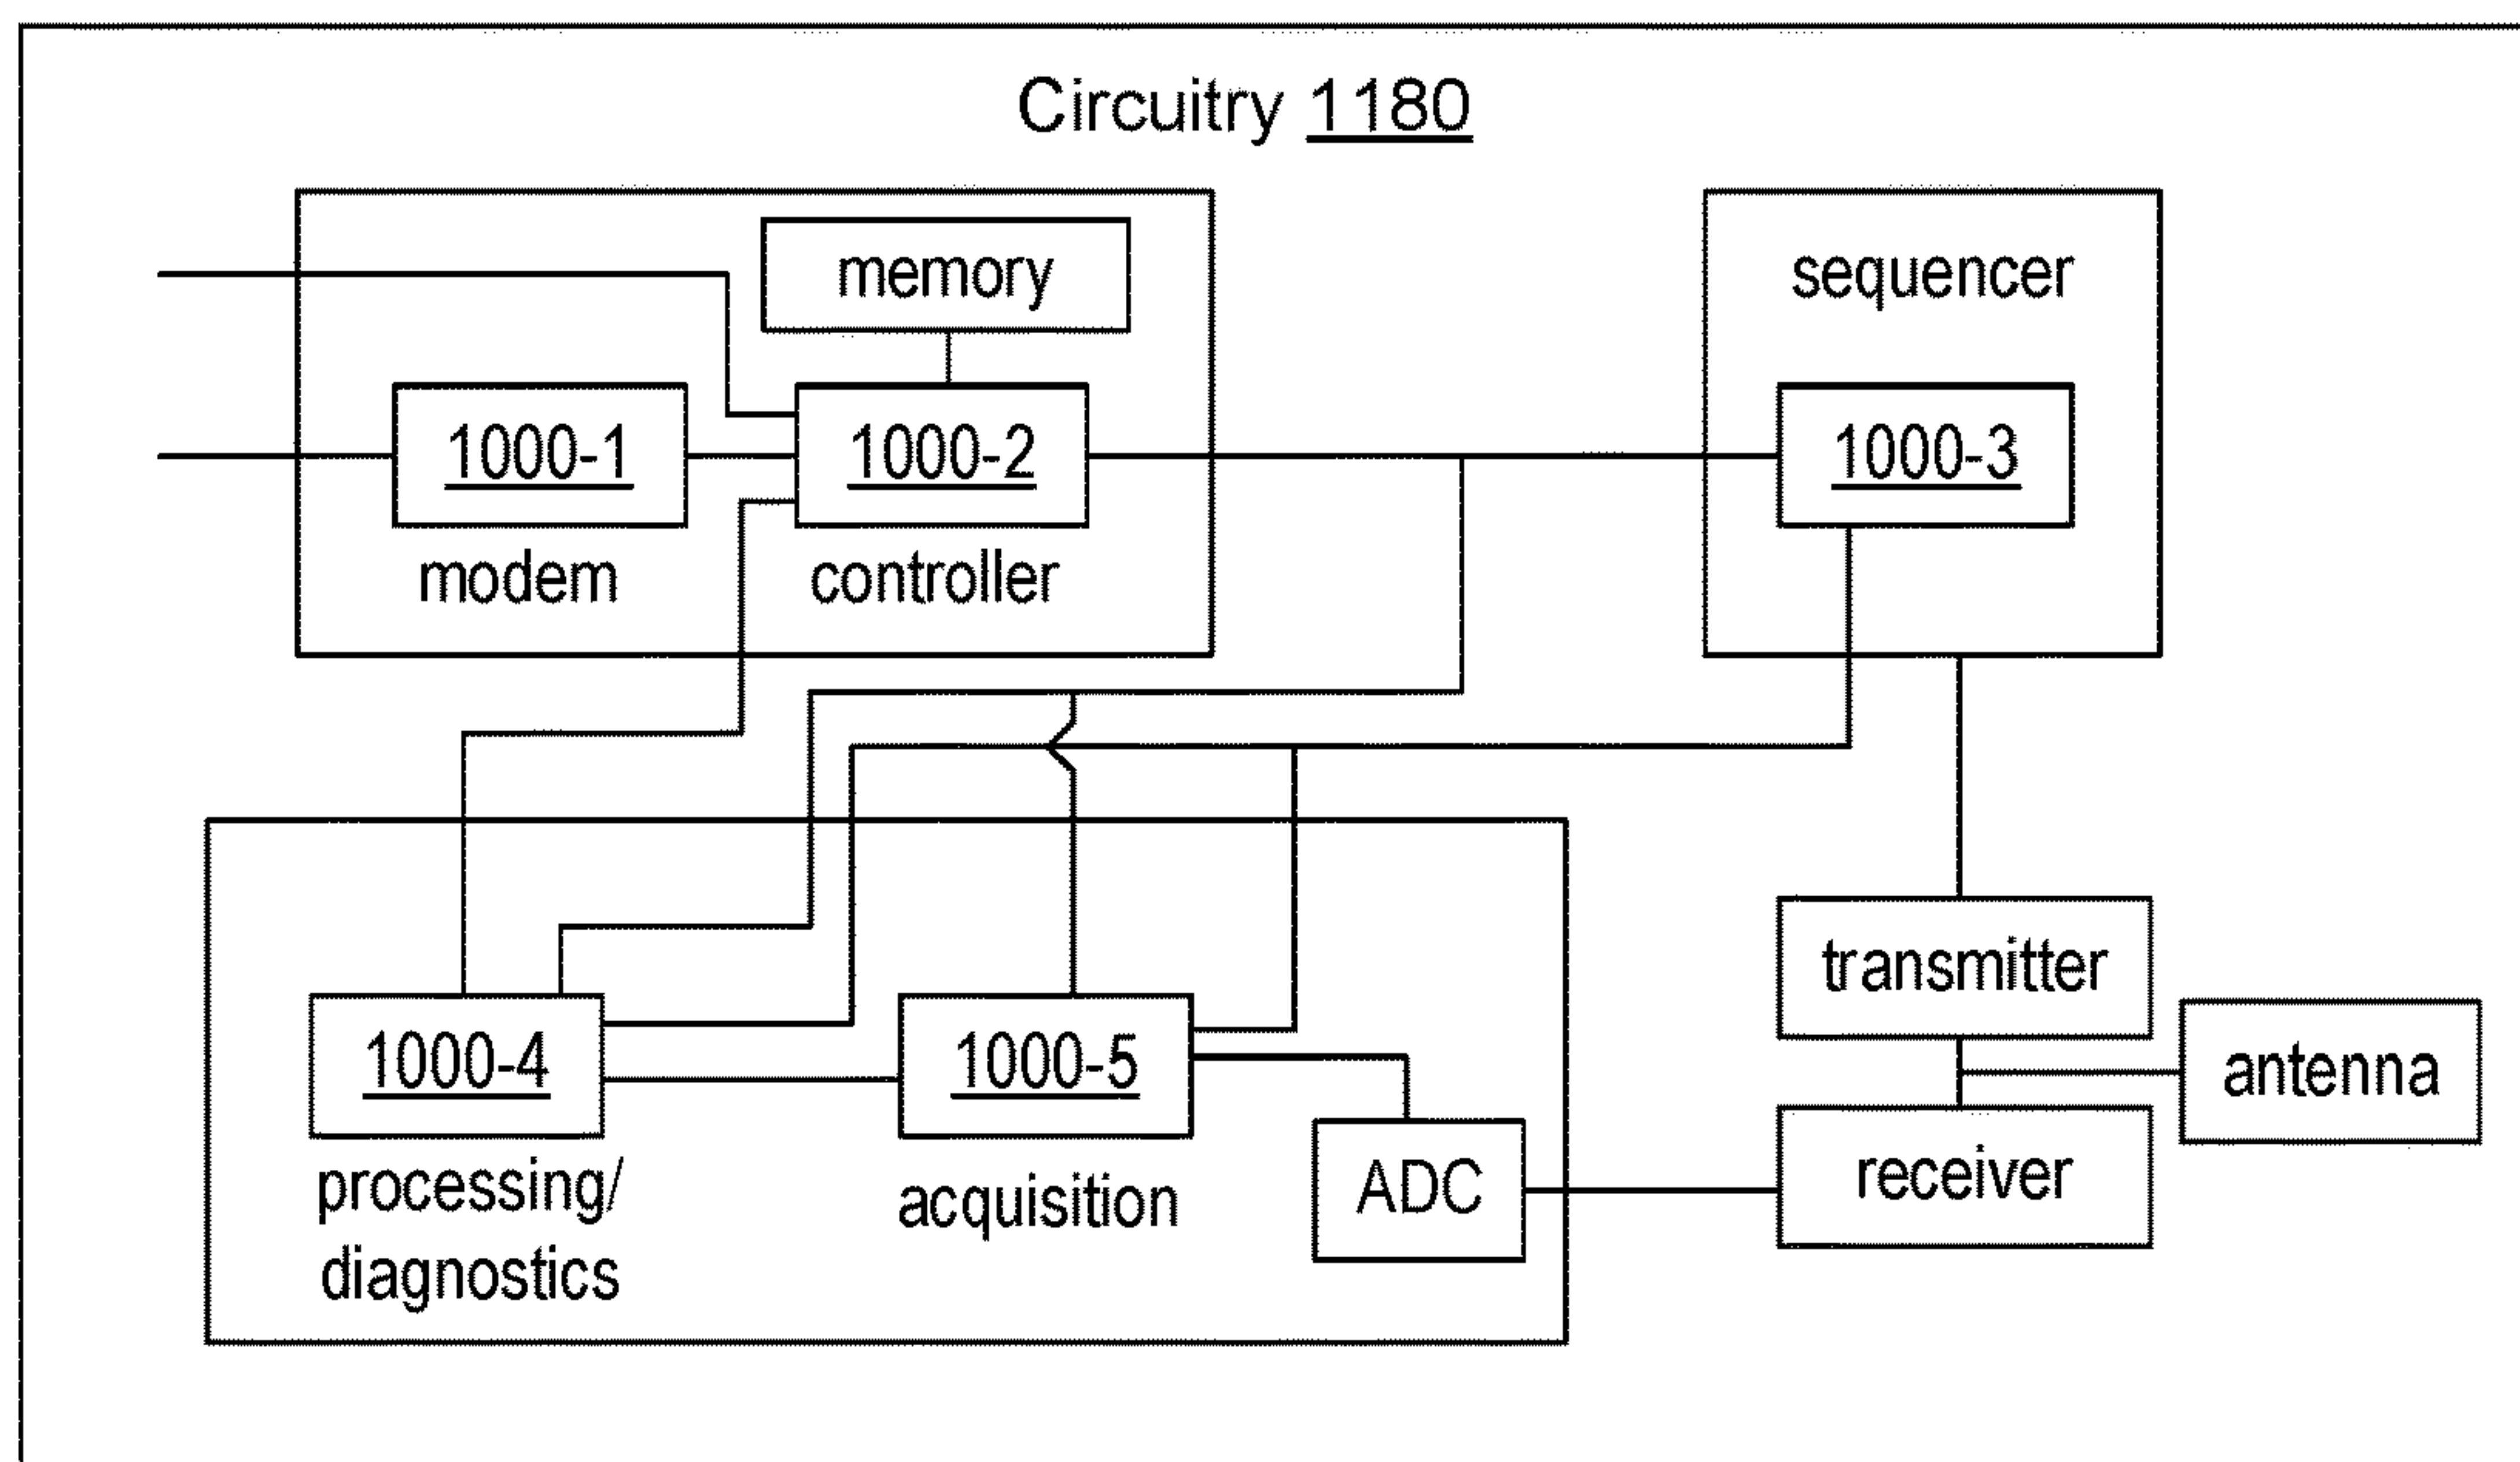 Circuitry 1180
memory
sequencer
1000-1
1000-2
1000-3
modem
controller
transmitter
antenna
1000-4
1000-5
processing/
diagnostics
acquisition
ADC
receiver